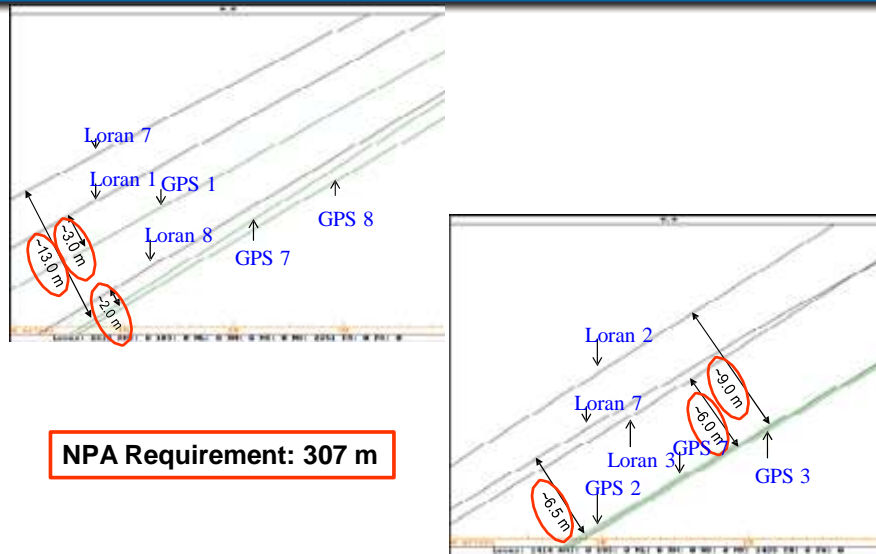 Loran 7
Loran 1
GPS 1
Loran 8
GPS 8
GPS 7
~3.0 m
~13.0 m
~2.0 m
NPA Requirement: 307 m
Loran 2
Loran 7
Loran 3
GPS 7
GPS 2
GPS 3
~9.0 m
~6.0 m
~6.5 m